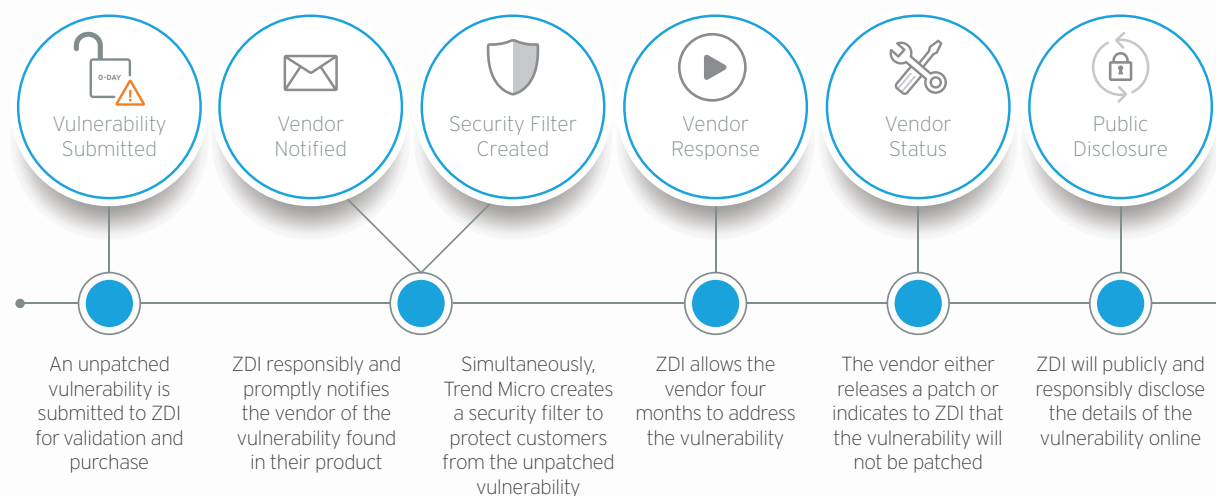 0-DAY
Vulnerability
Submitted
Vendor
Notified
Security Filter
Created
Vendor
Response
Vendor
Status
Public
Disclosure
An unpatched
vulnerability is
submitted to ZDI
for validation and
purchase
ZDI responsibly and
promptly notifies
the vendor of the
vulnerability found
in their product
Simultaneously,
Trend Micro creates
a security filter to
protect customers
from the unpatched
vulnerability
ZDI allows the
vendor four
months to address
the vulnerability
The vendor either
releases a patch or
indicates to ZDI that
the vulnerability will
not be patched
ZDI will publicly and
responsibly disclose
the details of the
vulnerability online